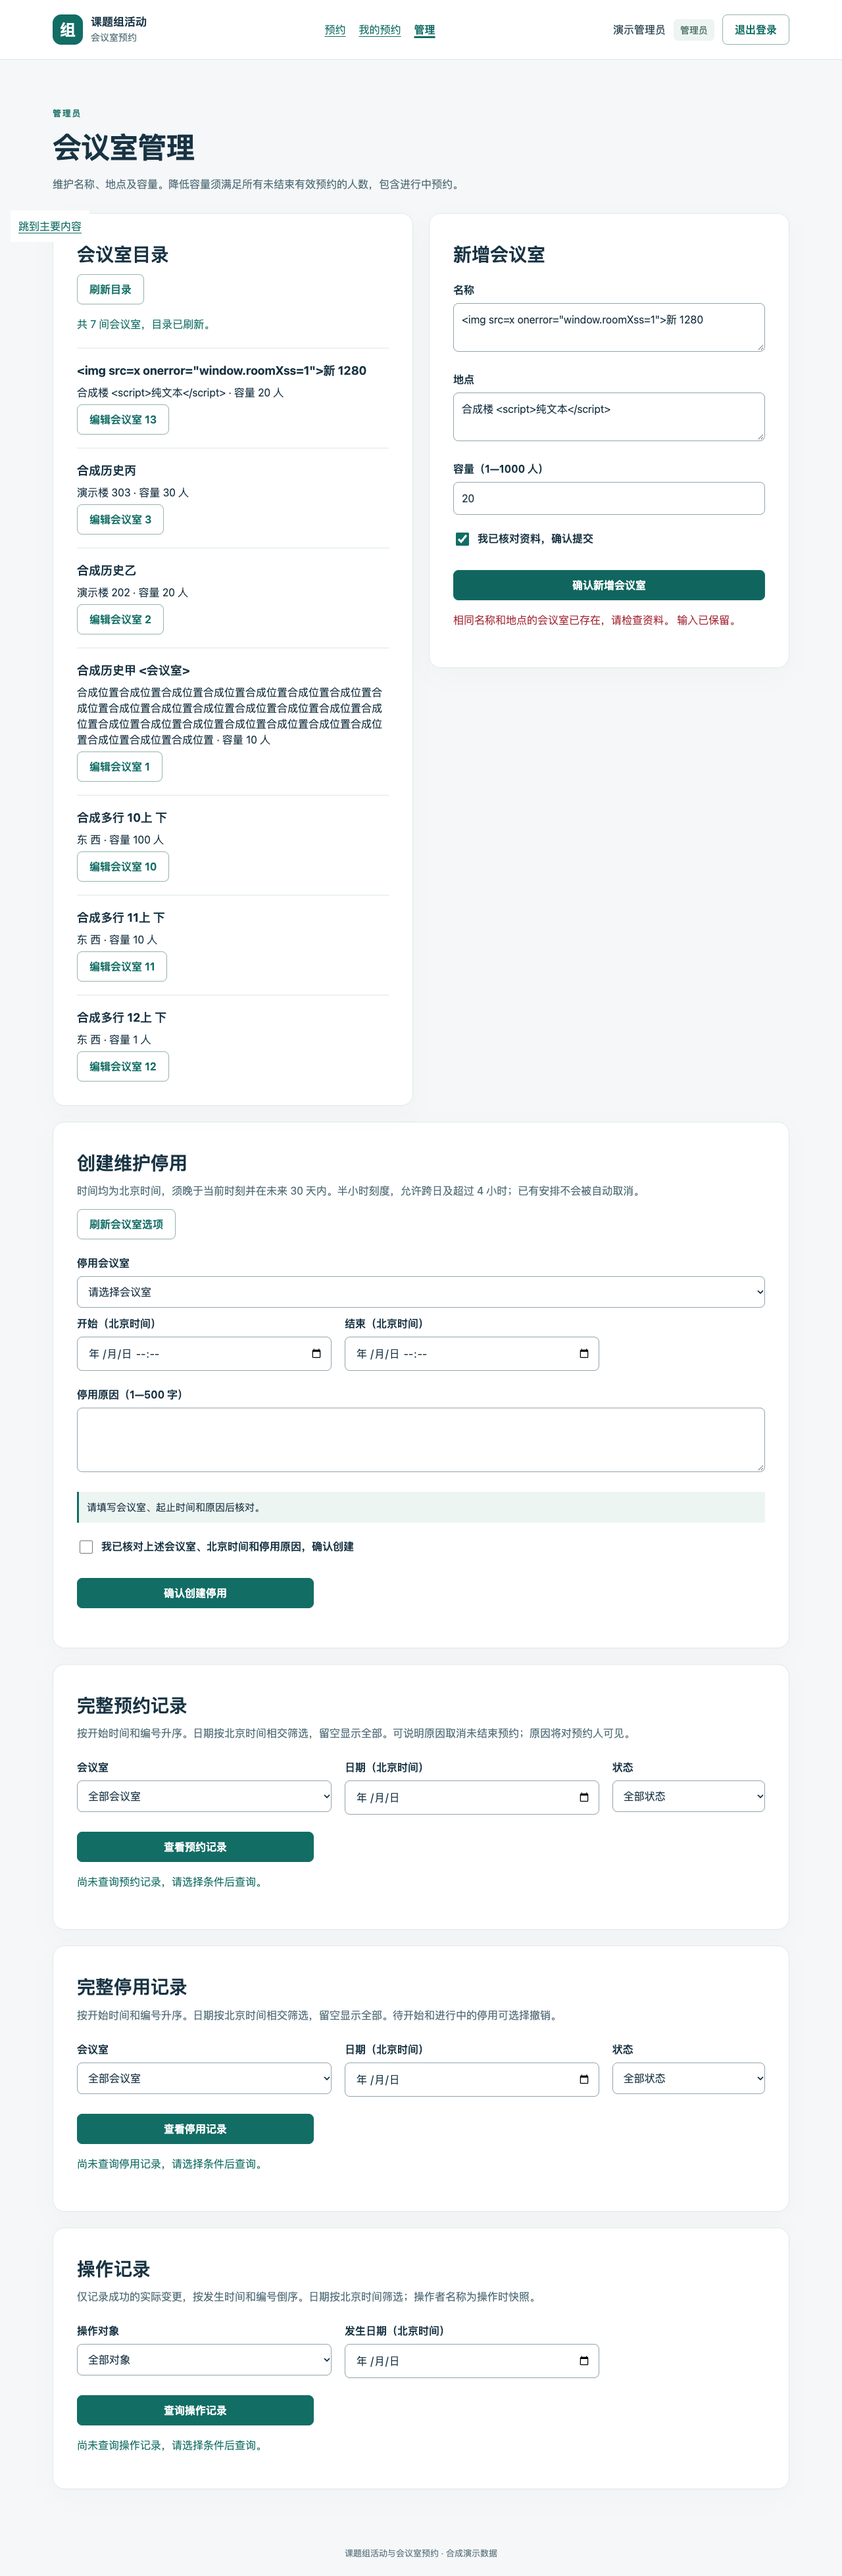 组
课题组活动
会议室预约
预约 我的预约 管理
演示管理员 管理员 退出登录
管理员
会议室管理
维护名称、地点及容量。降低容量须满足所有未结束有效预约的人数，包含进行中预约。
跳到主要内容
会议室目录
刷新目录
共 7 间会议室，目录已刷新。
<img src=x onerror="window.roomXss=1">新 1280
合成楼 <script>纯文本</script> · 容量 20 人
编辑会议室 13
合成历史丙
演示楼 303 · 容量 30 人
编辑会议室 3
合成历史乙
演示楼 202 · 容量 20 人
编辑会议室 2
合成历史甲 <会议室>
合成位置合成位置合成位置合成位置合成位置合成位置合成位置合
成位置合成位置合成位置合成位置合成位置合成位置合成位置合成
位置合成位置合成位置合成位置合成位置合成位置合成位置合成位
置合成位置合成位置合成位置 · 容量 10 人
编辑会议室 1
合成多行 10上 下
东 西 · 容量 100 人
编辑会议室 10
合成多行 11上 下
东 西 · 容量 10 人
编辑会议室 11
合成多行 12上 下
东 西 · 容量 1 人
编辑会议室 12
新增会议室
名称
<img src=x onerror="window.roomXss=1">新 1280
地点
合成楼 <script>纯文本</script>
容量（1—1000 人）
20
我已核对资料，确认提交
确认新增会议室
相同名称和地点的会议室已存在，请检查资料。 输入已保留。
创建维护停用
时间均为北京时间，须晚于当前时刻并在未来 30 天内。半小时刻度，允许跨日及超过 4 小时；已有安排不会被自动取消。
刷新会议室选项
停用会议室
请选择会议室
开始（北京时间） 结束（北京时间）
年 /月/日 --:-- 年 /月/日 --:--
停用原因（1—500 字）
请填写会议室、起止时间和原因后核对。
我已核对上述会议室、北京时间和停用原因，确认创建
确认创建停用
完整预约记录
按开始时间和编号升序。日期按北京时间相交筛选，留空显示全部。可说明原因取消未结束预约；原因将对预约人可见。
会议室 日期（北京时间） 状态
全部会议室 年 /月/日 全部状态
查看预约记录
尚未查询预约记录，请选择条件后查询。
完整停用记录
按开始时间和编号升序。日期按北京时间相交筛选，留空显示全部。待开始和进行中的停用可选择撤销。
会议室 日期（北京时间） 状态
全部会议室 年 /月/日 全部状态
查看停用记录
尚未查询停用记录，请选择条件后查询。
操作记录
仅记录成功的实际变更，按发生时间和编号倒序。日期按北京时间筛选；操作者名称为操作时快照。
操作对象 发生日期（北京时间）
全部对象 年 /月/日
查询操作记录
尚未查询操作记录，请选择条件后查询。
课题组活动与会议室预约 · 合成演示数据